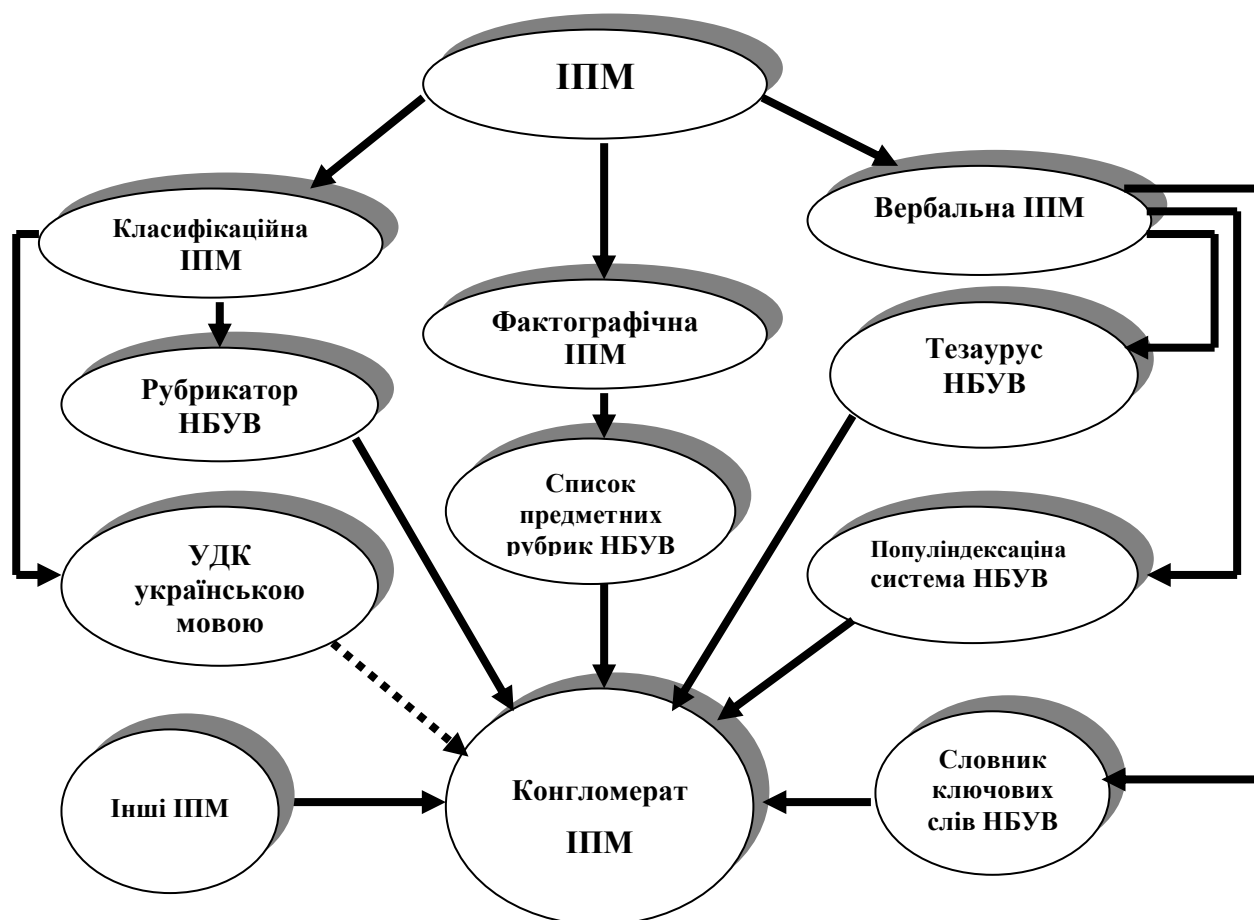 ІПМ
Класифікаційна
ІПМ
Вербальна ІПМ
Фактографічна
ІПМ
Рубрикатор
НБУВ
Тезаурус
НБУВ
Список
предметних
рубрик НБУВ
УДК
українською
мовою
Популіндексаціна
система НБУВ
Інші ІПМ
Конгломерат
ІПМ
Словник
ключових
слів НБУВ